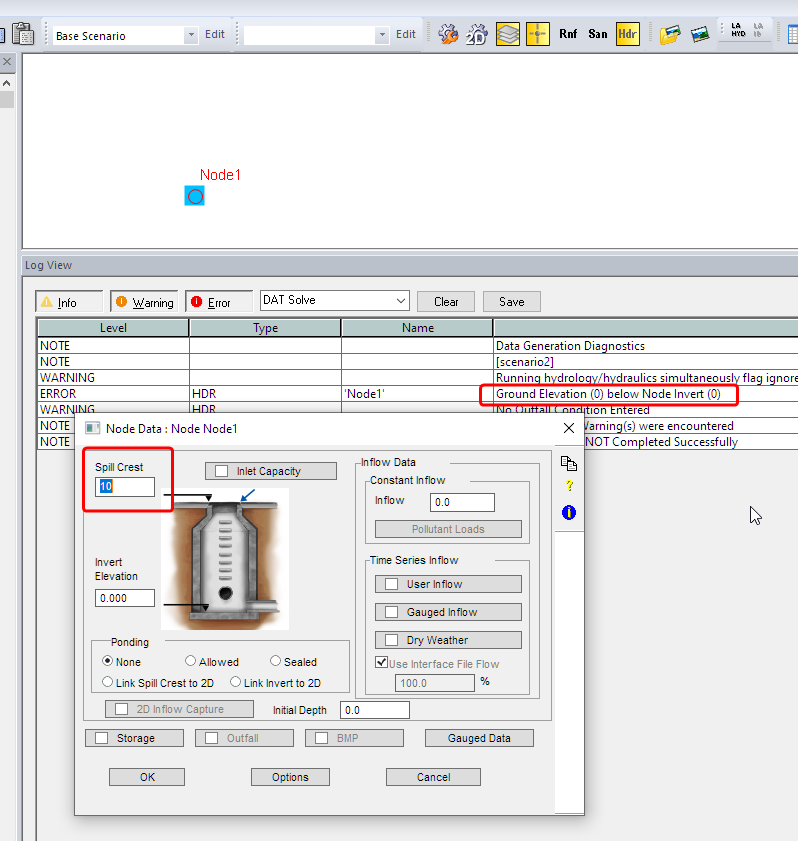 Base Scenario Edit Edit 2D Rnf San Hdr LA HYD LA ib
Node1
Log View
Info Warning Error DAT Solve Clear Save
Level Type Name
NOTE Data Generation Diagnostics
NOTE [scenario2]
WARNING Running hydrology/hydraulics simultaneously flag ignore
ERROR HDR 'Node1' Ground Elevation (0) below Node Invert (0)
WARNING HDR No Outfall Condition Entered
NOTE Warning(s) were encountered
NOTE NOT Completed Successfully
Node Data : Node Node1
Spill Crest
10
Inlet Capacity
Invert
Elevation
0.000
Ponding
None Allowed Sealed
Link Spill Crest to 2D Link Invert to 2D
2D Inflow Capture Initial Depth 0.0
Inflow Data
Constant Inflow
Inflow 0.0
Pollutant Loads
Time Series Inflow
User Inflow
Gauged Inflow
Dry Weather
Use Interface File Flow
100.0 %
Storage Outfall BMP Gauged Data
OK Options Cancel